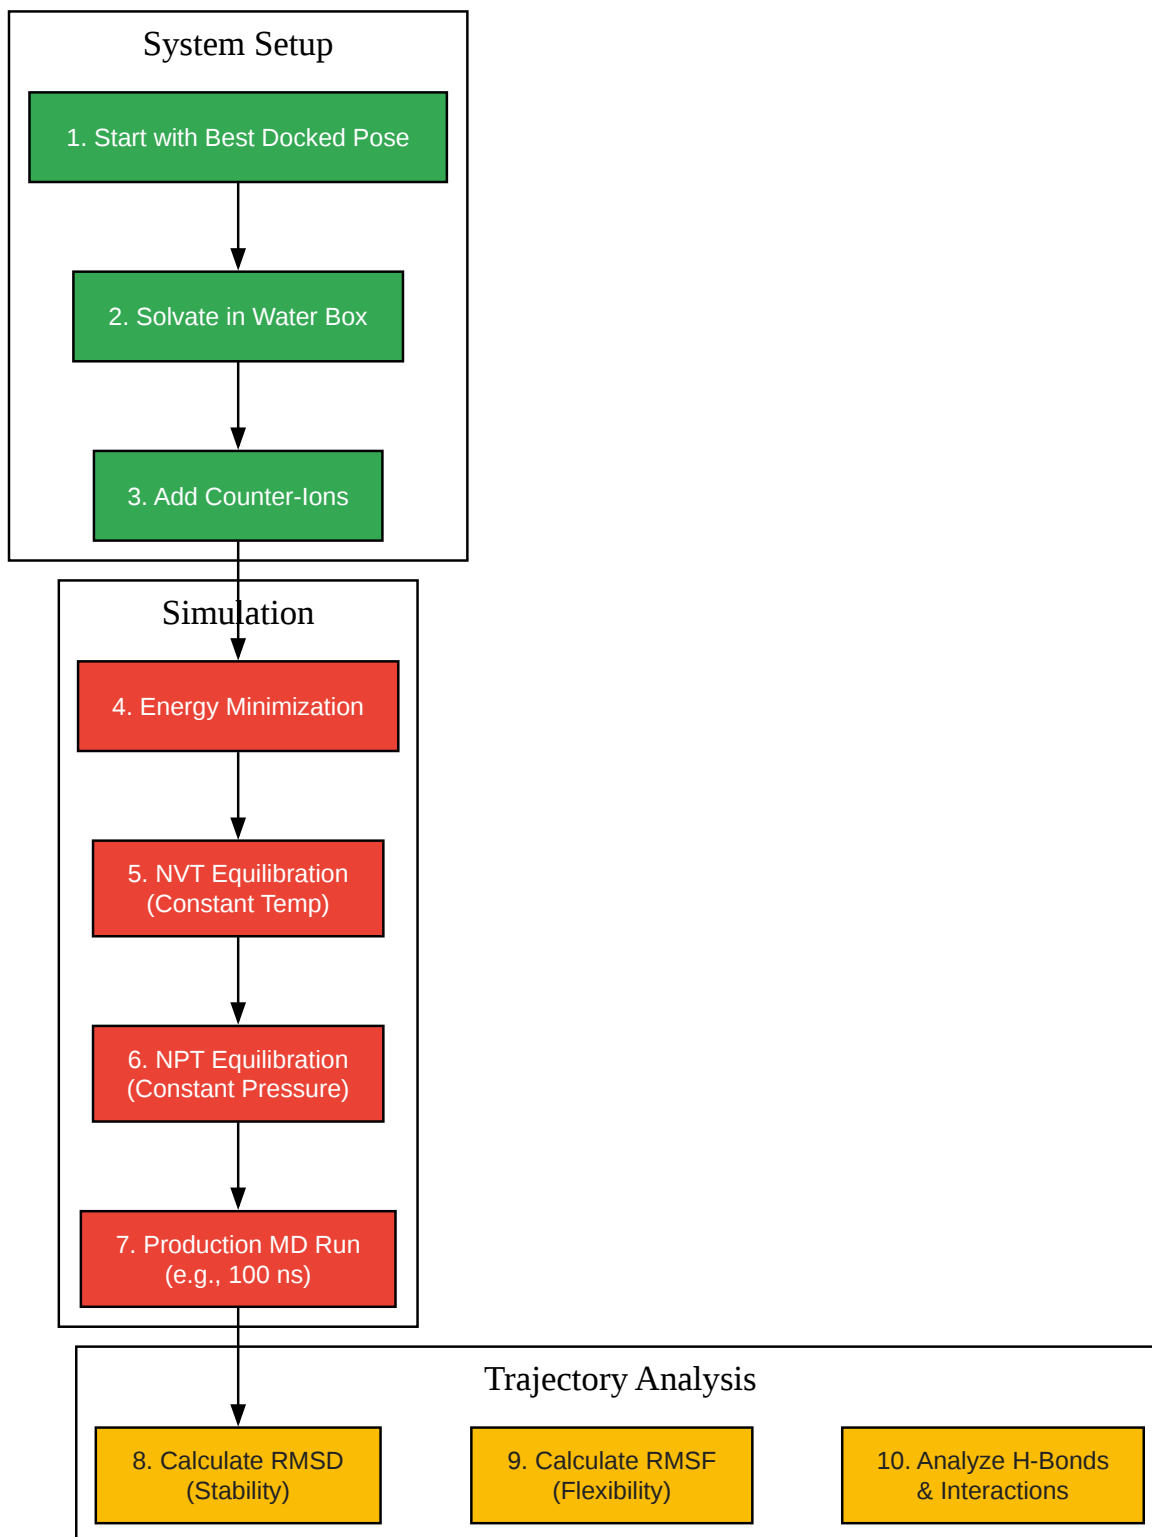 System Setup
1. Start with Best Docked Pose
2. Solvate in Water Box
3. Add Counter-Ions
Simulation
4. Energy Minimization
5. NVT Equilibration
(Constant Temp)
6. NPT Equilibration
(Constant Pressure)
7. Production MD Run
(e.g., 100 ns)
Trajectory Analysis
8. Calculate RMSD
(Stability)
9. Calculate RMSF
(Flexibility)
10. Analyze H-Bonds
& Interactions